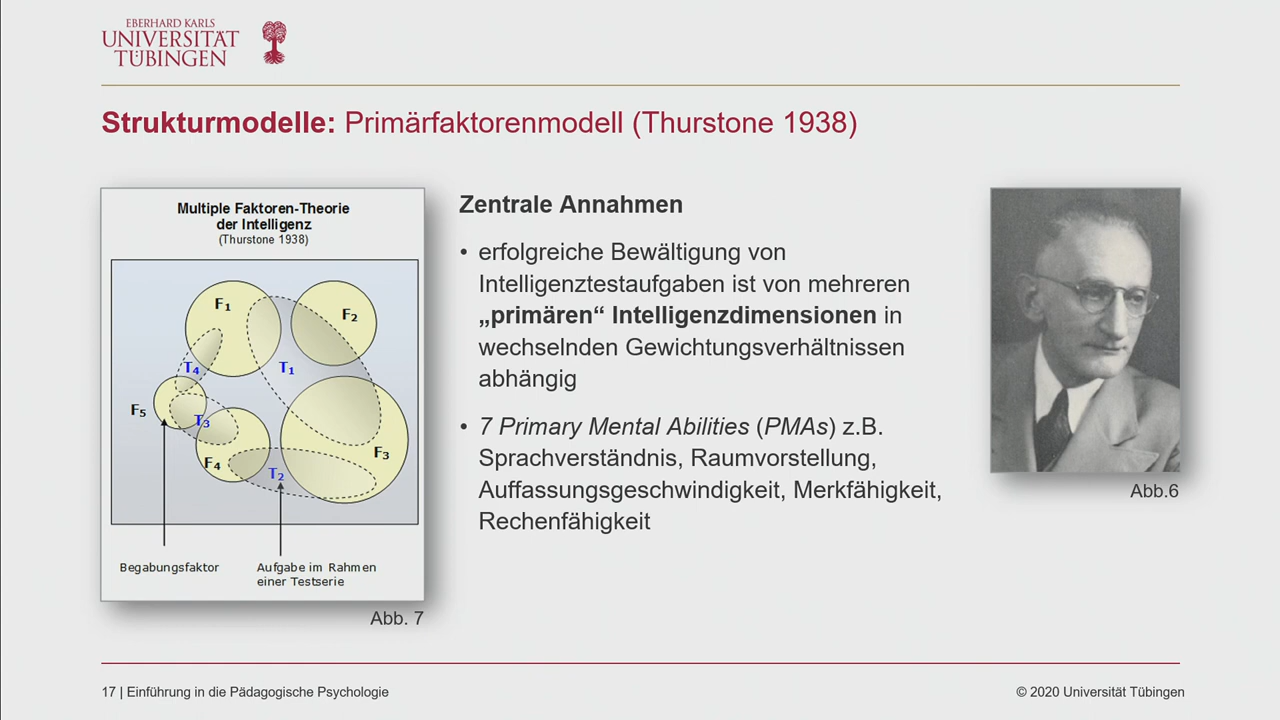 EBERHARD KARLS
UNIVERSITÄT
TÜBINGEN
Strukturmodelle: Primärfaktorenmodell (Thurstone 1938)
Multiple Faktoren-Theorie
der Intelligenz
(Thurstone 1938)
F1
F2
T4
T1
F5
T3
F4
T2
F3
Begabungsfaktor
Aufgabe im Rahmen
einer Testserie
Abb. 7
Zentrale Annahmen
• erfolgreiche Bewältigung von
Intelligenztestaufgaben ist von mehreren
„primären“ Intelligenzdimensionen in
wechselnden Gewichtungsverhältnissen
abhängig
• 7 Primary Mental Abilities (PMAs) z.B.
Sprachverständnis, Raumvorstellung,
Auffassungsgeschwindigkeit, Merkfähigkeit,
Rechenfähigkeit
Abb.6
17 | Einführung in die Pädagogische Psychologie
© 2020 Universität Tübingen